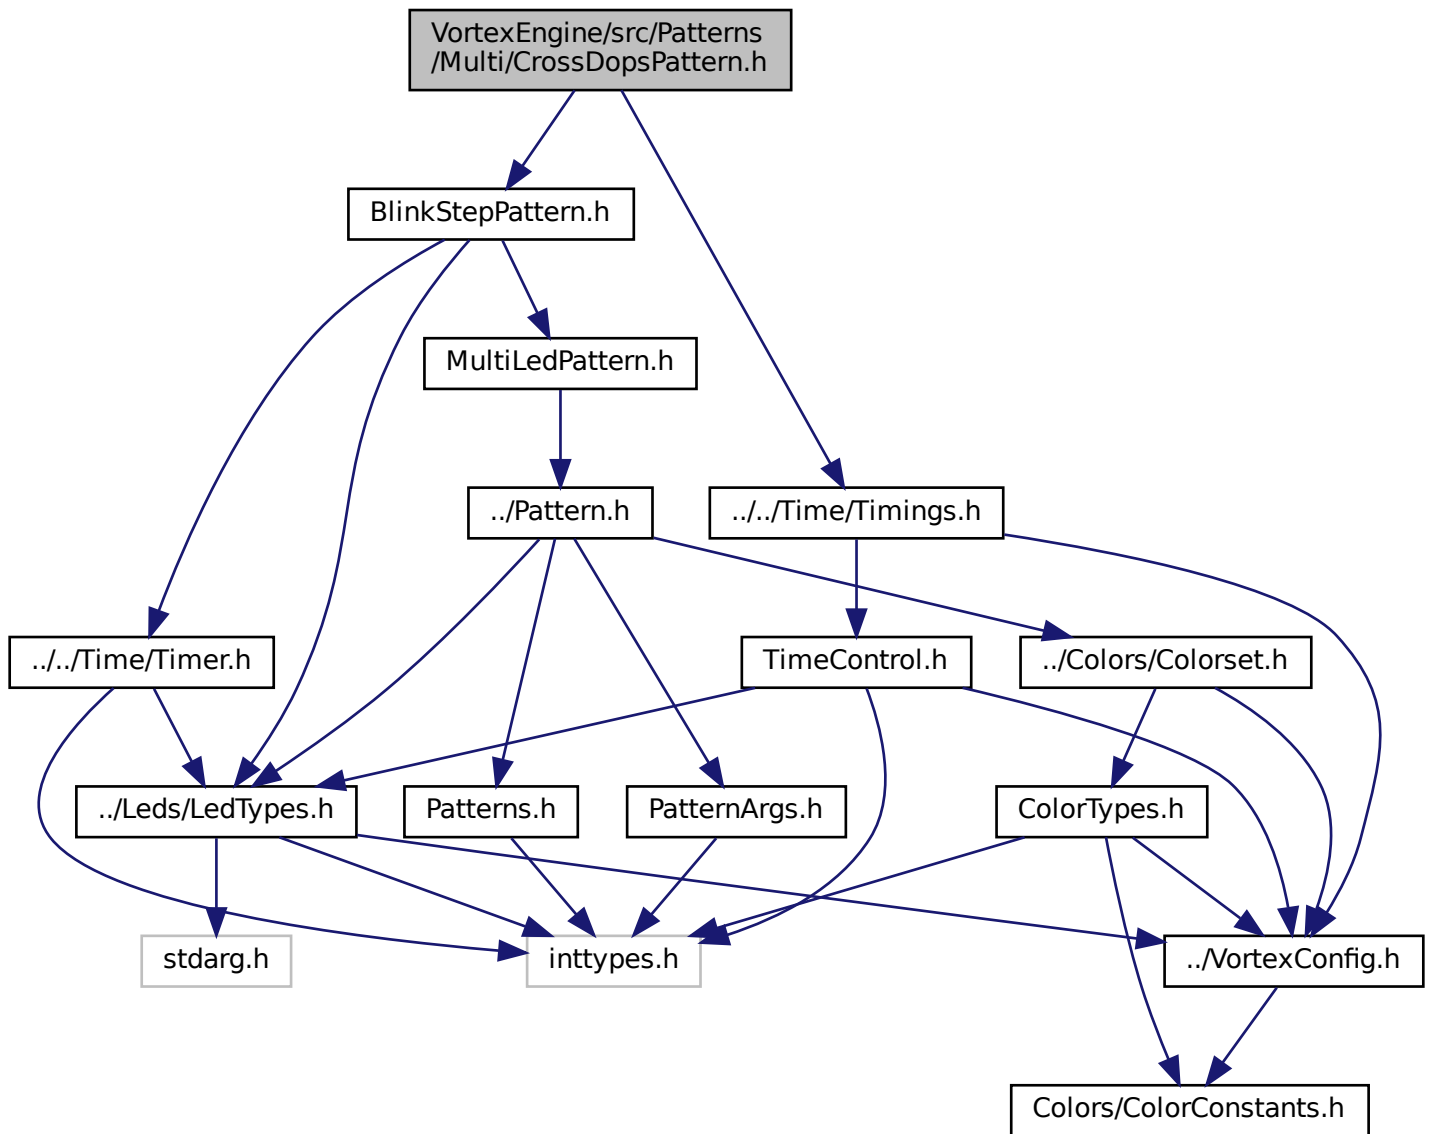 VortexEngine/src/Patterns
/Multi/CrossDopsPattern.h
BlinkStepPattern.h
MultiLedPattern.h
../Pattern.h
../../Time/Timings.h
../../Time/Timer.h
TimeControl.h
../Colors/Colorset.h
../Leds/LedTypes.h
Patterns.h
PatternArgs.h
ColorTypes.h
stdarg.h
inttypes.h
../VortexConfig.h
Colors/ColorConstants.h